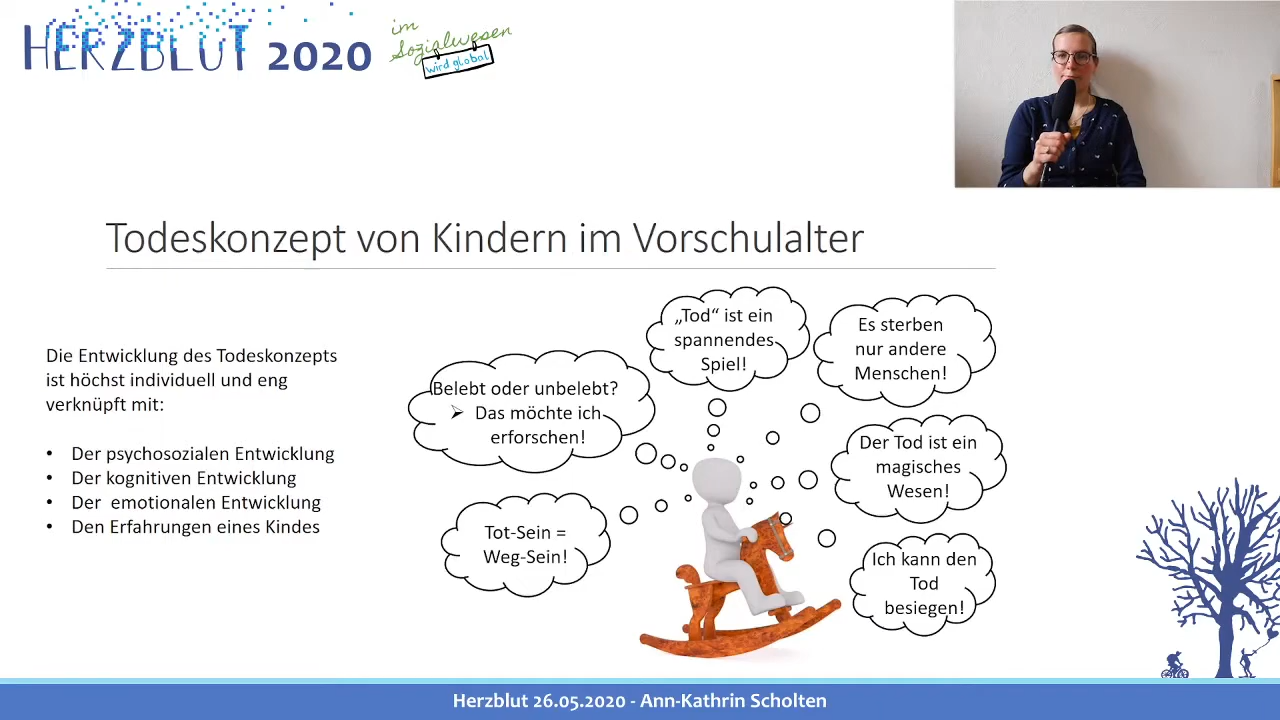 HERZBLUT 2020
im
Sozialwesen
wird global
Todeskonzept von Kindern im Vorschulalter
Die Entwicklung des Todeskonzepts
ist höchst individuell und eng
verknüpft mit:
• Der psychosozialen Entwicklung
• Der kognitiven Entwicklung
• Der emotionalen Entwicklung
• Den Erfahrungen eines Kindes
Belebt oder unbelebt?
➢ Das möchte ich
erforschen!
Tot-Sein =
Weg-Sein!
„Tod“ ist ein
spannendes
Spiel!
Es sterben
nur andere
Menschen!
Der Tod ist ein
magisches
Wesen!
Ich kann den
Tod
besiegen!
Herzblut 26.05.2020 - Ann-Kathrin Scholten